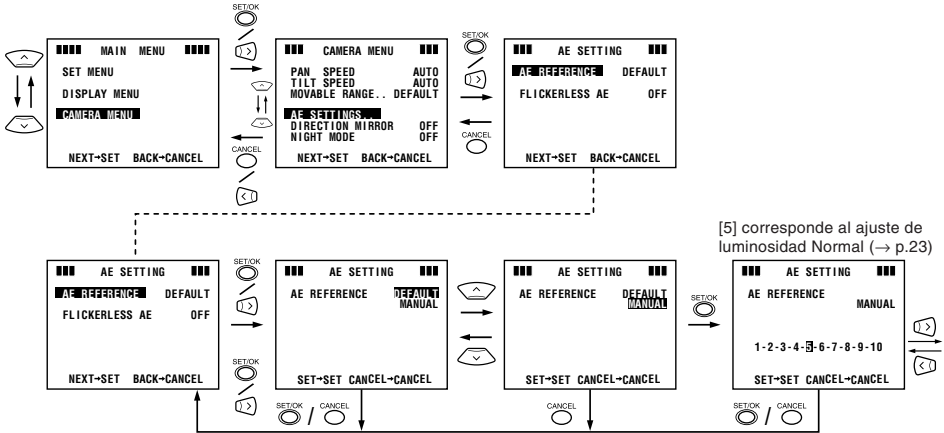 SET/OK
MAIN MENU
SET MENU
DISPLAY MENU
CAMERA MENU
NEXT→SET BACK→CANCEL
CANCEL
CAMERA MENU
PAN SPEED AUTO
TILT SPEED AUTO
MOVABLE RANGE.. DEFAULT
AE SETTINGS..
DIRECTION MIRROR OFF
NIGHT MODE OFF
NEXT→SET BACK→CANCEL
SET/OK
CANCEL
AE SETTING
AE REFERENCE DEFAULT
FLICKERLESS AE OFF
NEXT→SET BACK→CANCEL
[5] corresponde al ajuste de
luminosidad Normal (→ p.23)
AE SETTING
AE REFERENCE DEFAULT
FLICKERLESS AE OFF
NEXT→SET BACK→CANCEL
SET/OK
SET/OK
AE SETTING
AE REFERENCE DEFAULT
MANUAL
SET→SET CANCEL→CANCEL
SET/OK / CANCEL
AE SETTING
AE REFERENCE DEFAULT
MANUAL
SET→SET CANCEL→CANCEL
CANCEL
SET/OK
AE SETTING
AE REFERENCE
MANUAL
1-2-3-4-5-6-7-8-9-10
SET→SET CANCEL→CANCEL
SET/OK / CANCEL